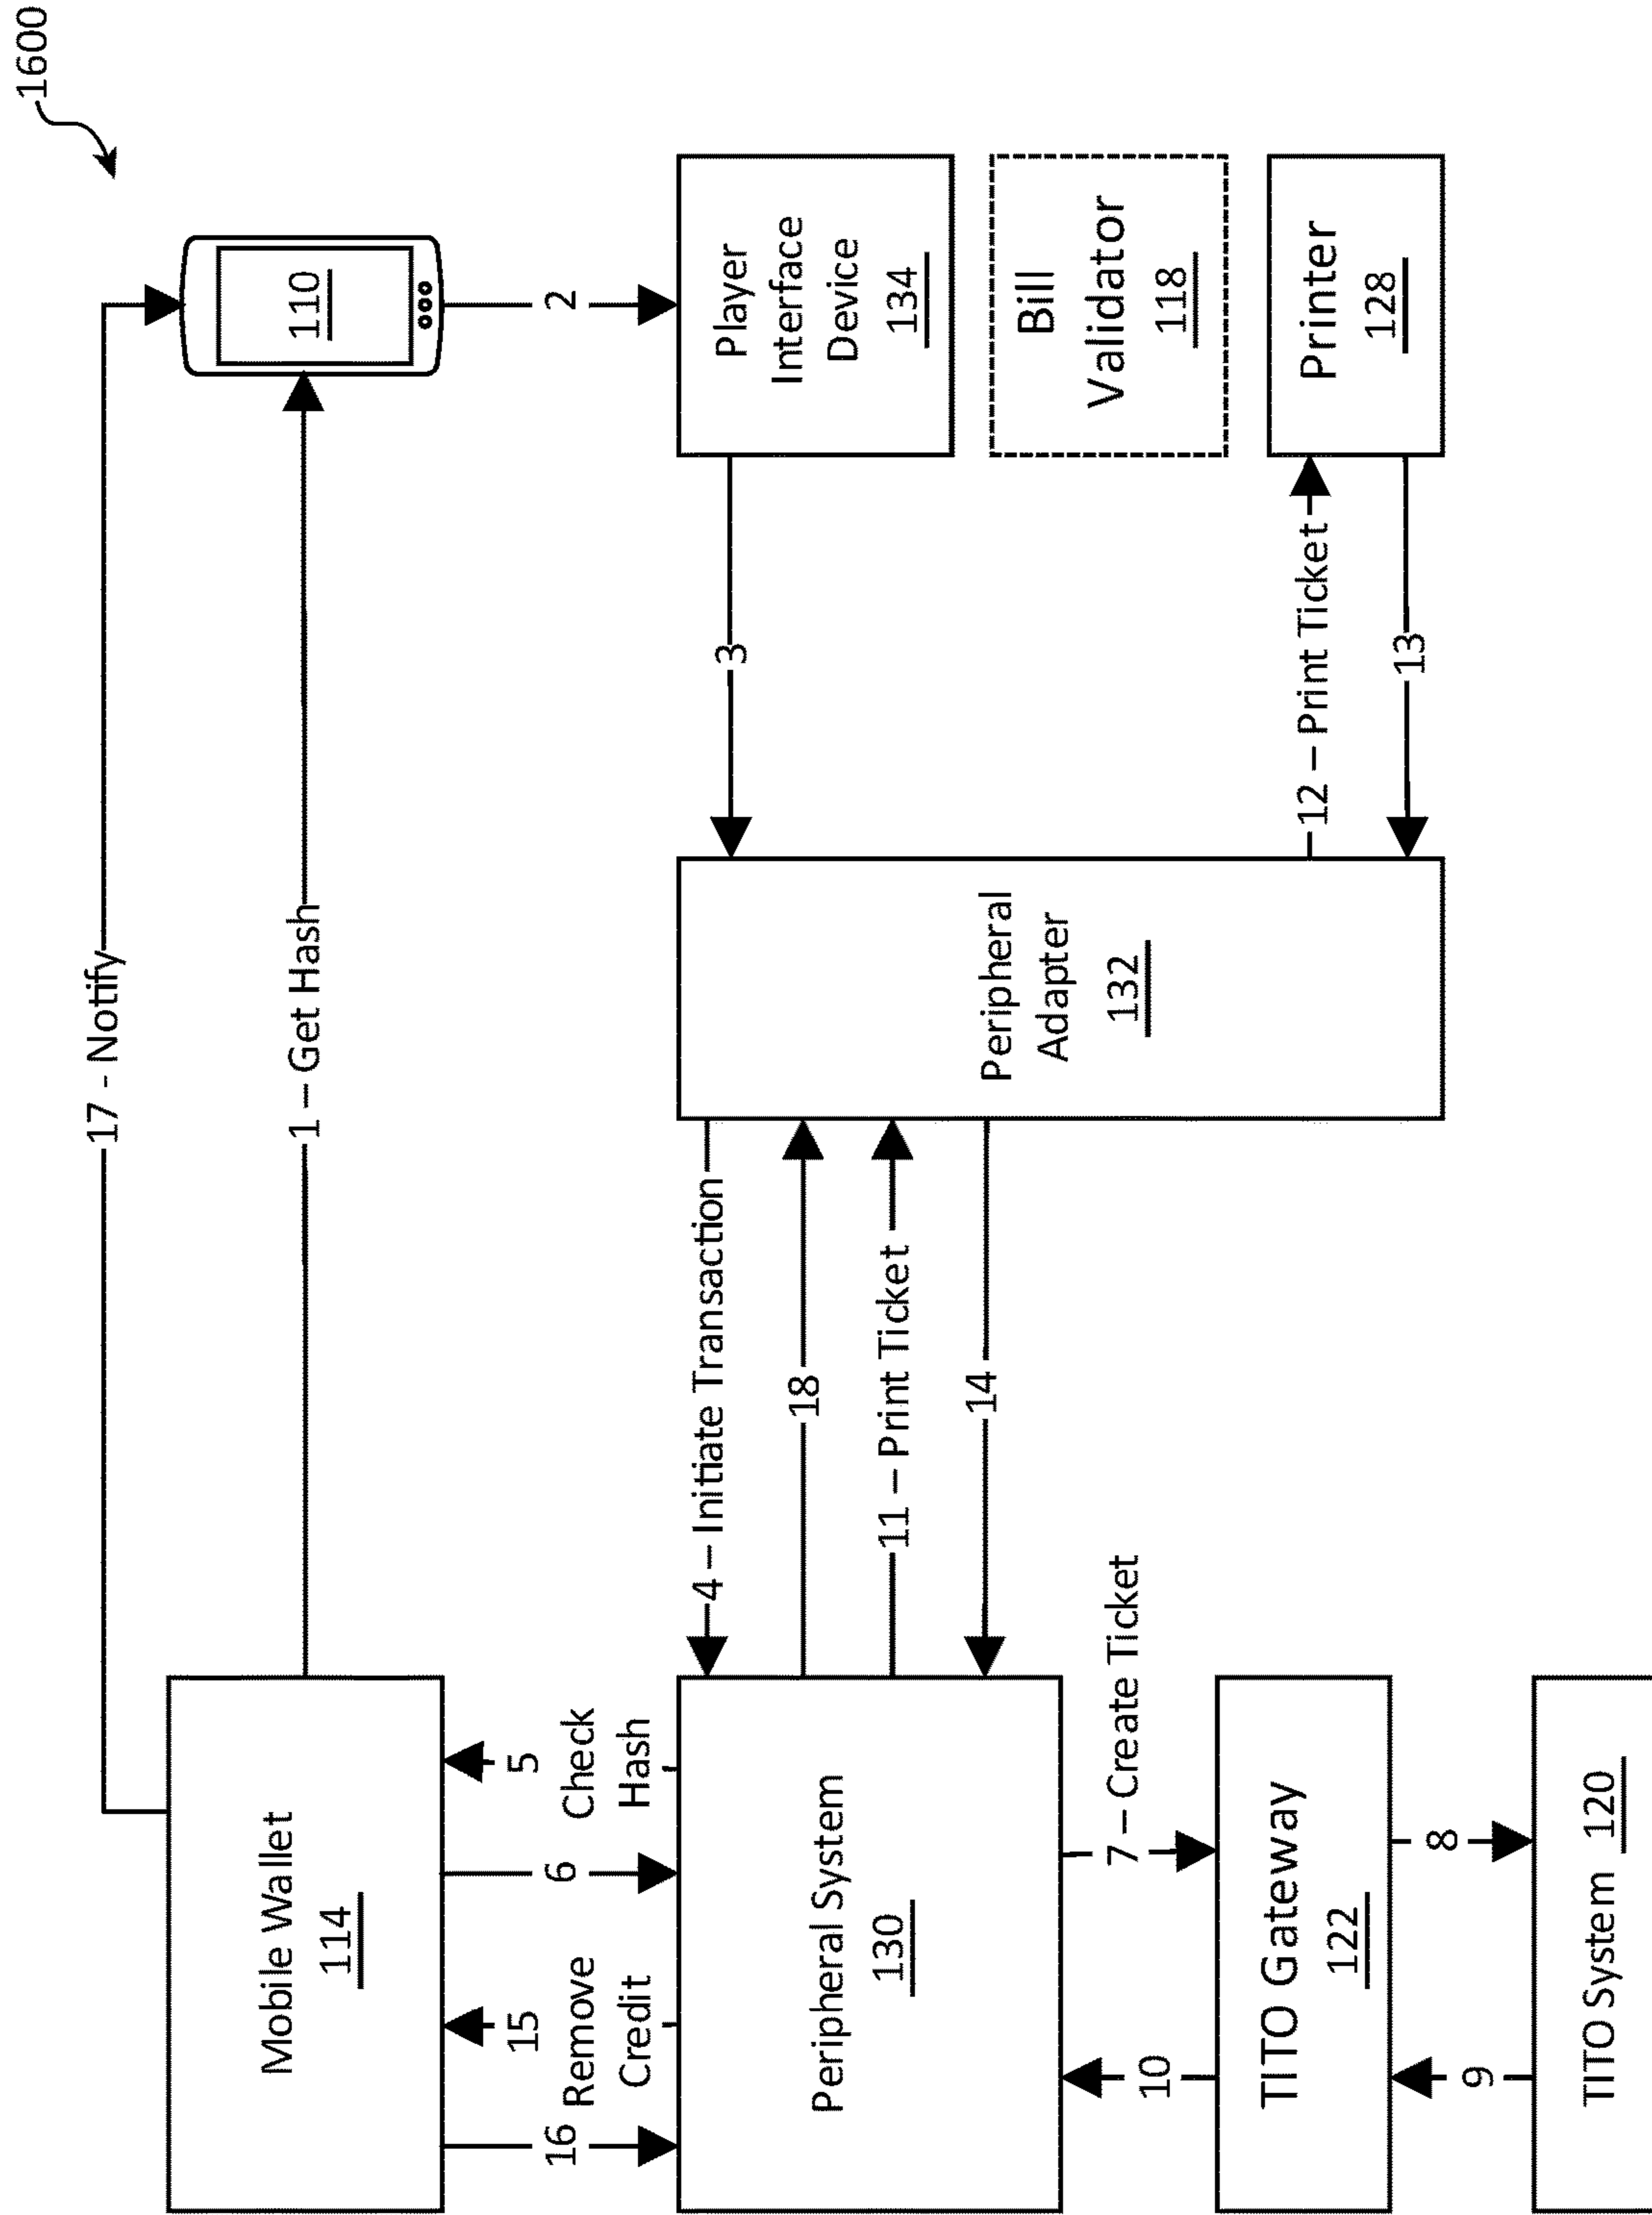 1600
17 - Notify
1 – Get Hash
110
2
Mobile Wallet
114
16
15
Remove
Credit
6
5
Check
Hash
4 – Initiate Transaction
3
18
11 – Print Ticket
14
Peripheral System
130
Peripheral
Adapter
132
Player
Interface
Device
134
Bill
Validator
118
12 – Print Ticket
13
Printer
128
10
7 – Create Ticket
TITO Gateway
122
9
8
TITO System 120